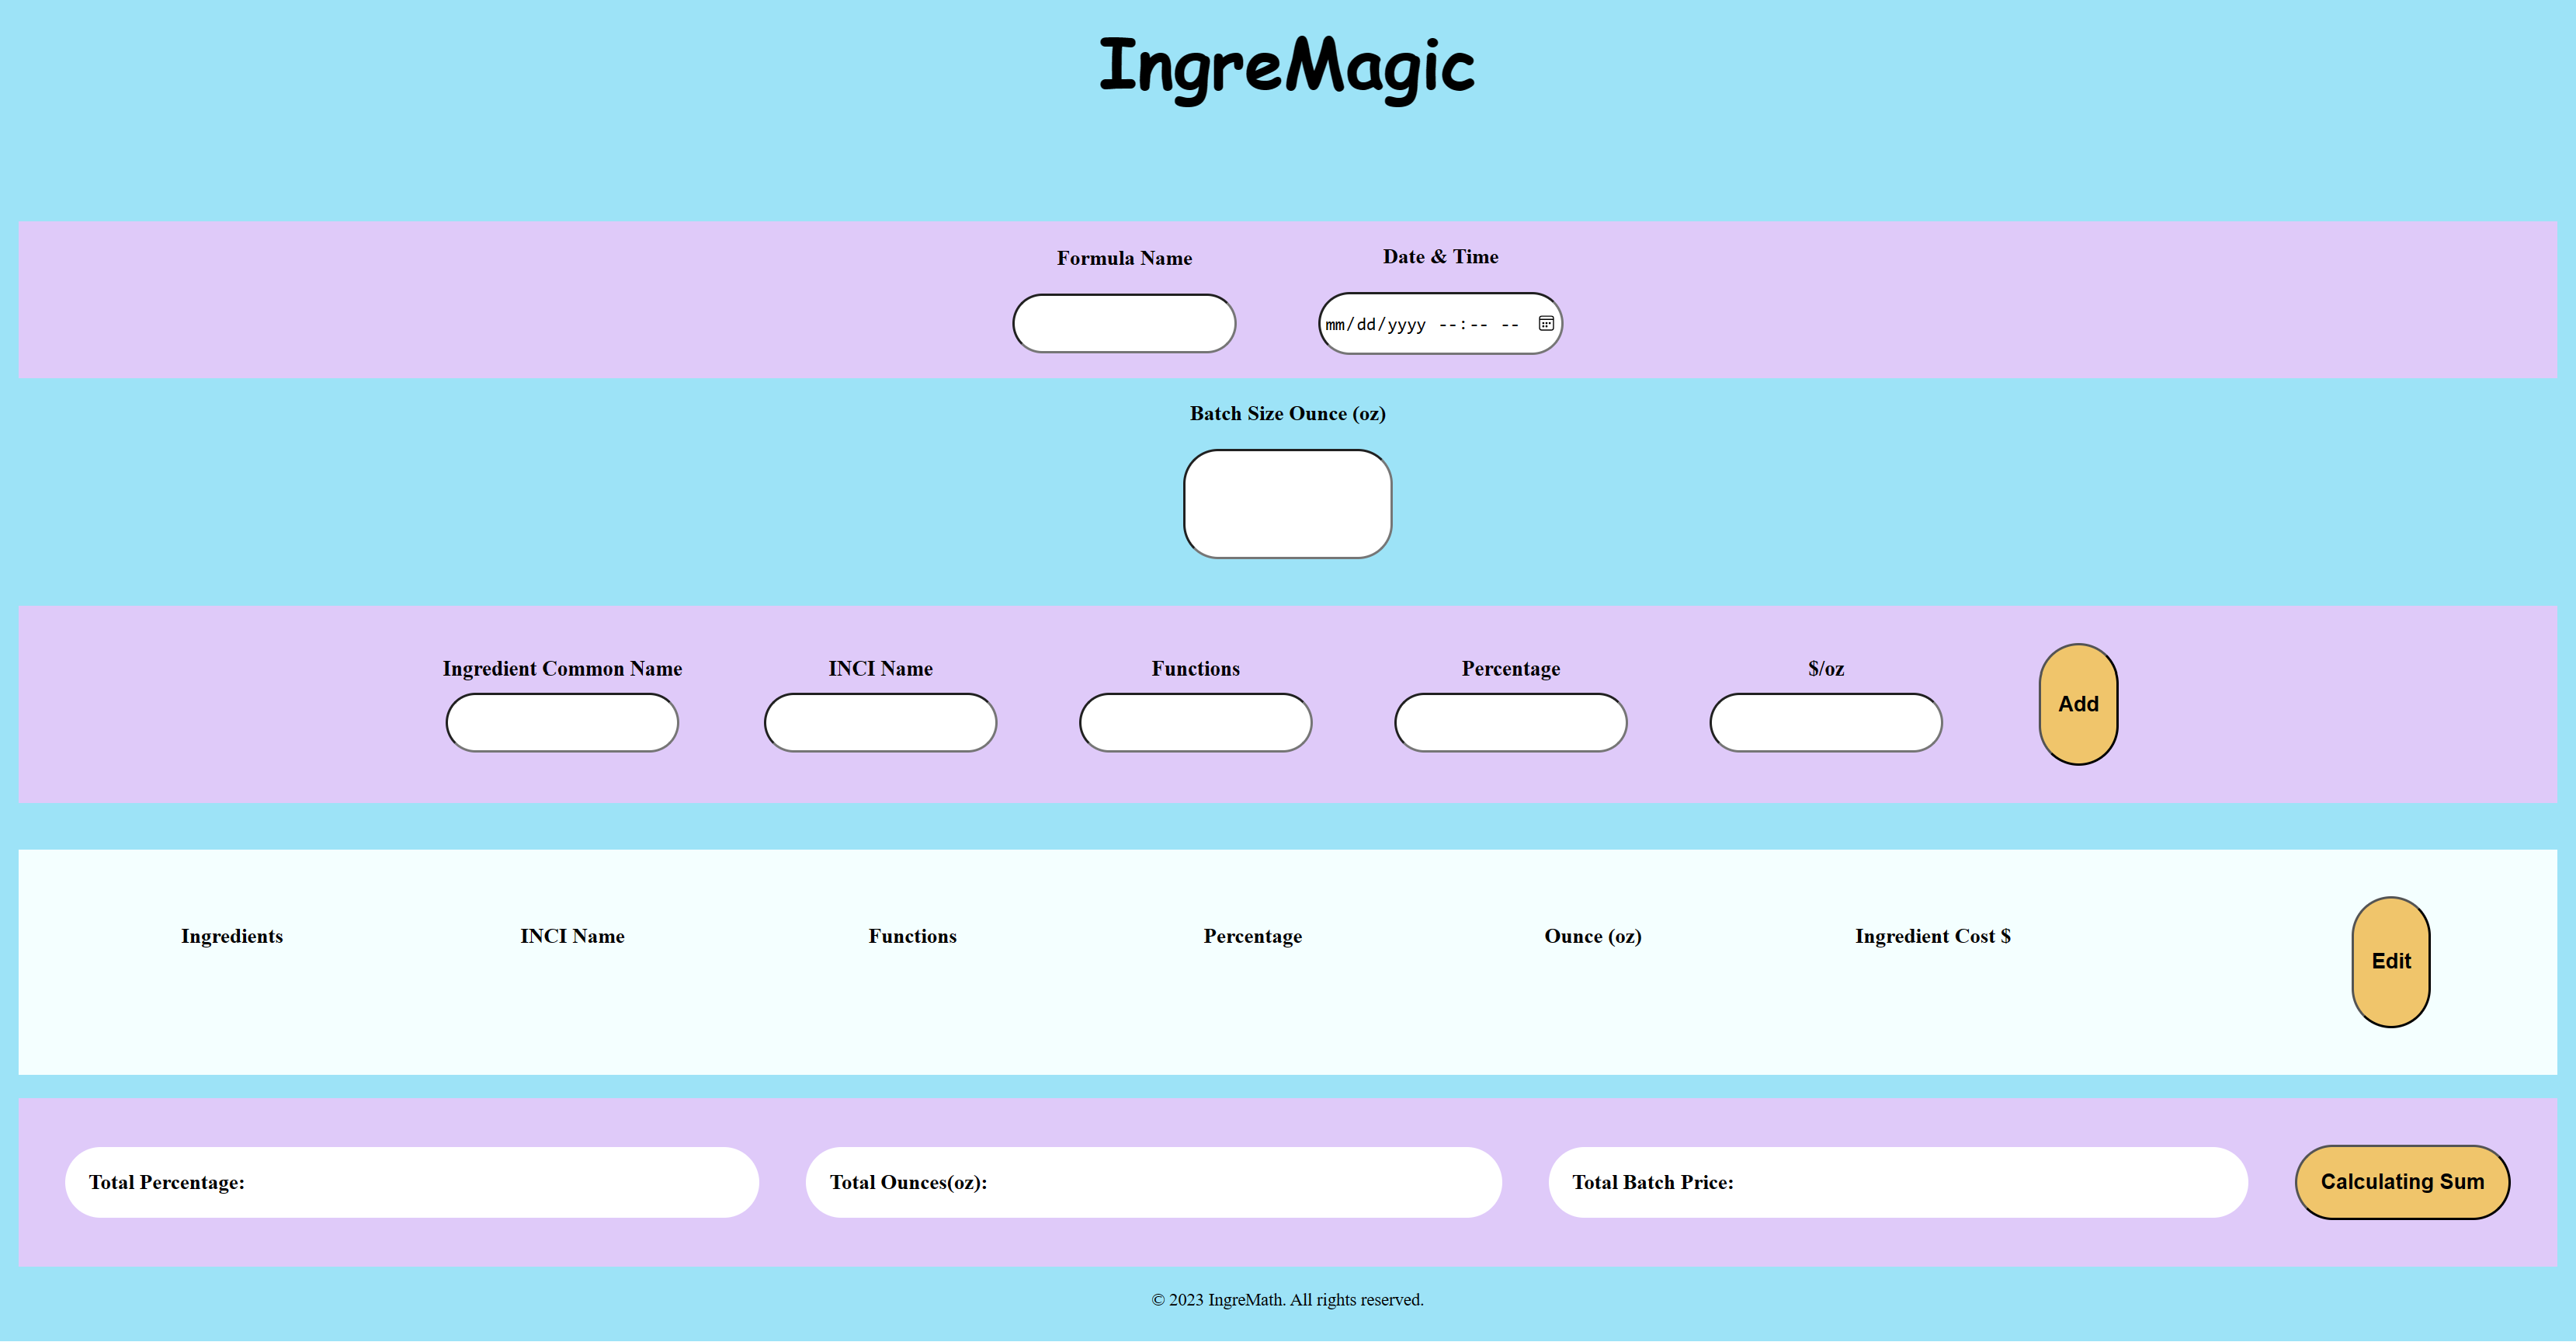 IngreMagic
Formula Name
Date & Time
mm/dd/yyyy --:-- --
Batch Size Ounce (oz)
Ingredient Common Name
INCI Name
Functions
Percentage
$/oz
Add
Ingredients
INCI Name
Functions
Percentage
Ounce (oz)
Ingredient Cost $
Edit
Total Percentage:
Total Ounces(oz):
Total Batch Price:
Calculating Sum
© 2023 IngreMath. All rights reserved.